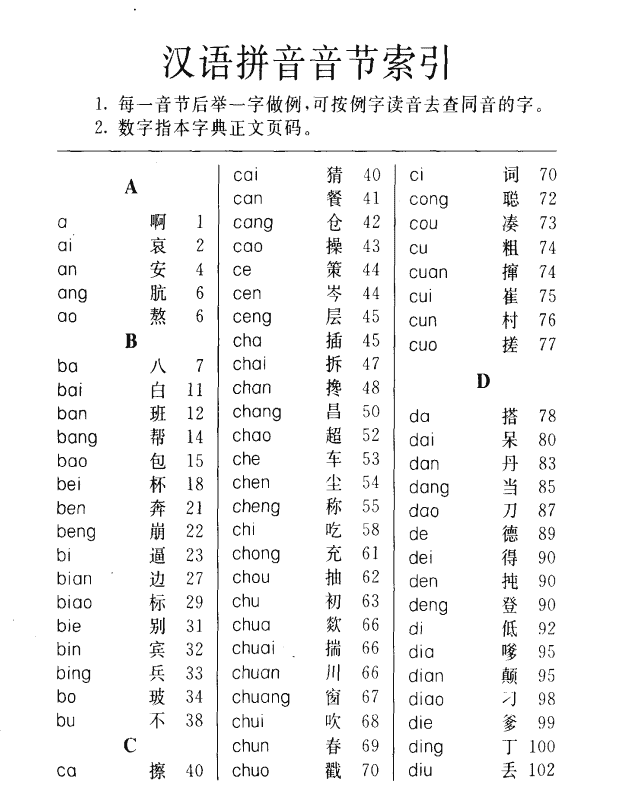 汉语拼音音节索引
1. 每一音节后举一字做例,可按例字读音去查同音的字。
2. 数字指本字典正文页码。
A
a 啊 1
ai 哀 2
an 安 4
ang 肮 6
ao 熬 6
B
ba 八 7
bai 白 11
ban 班 12
bang 帮 14
bao 包 15
bei 杯 18
ben 奔 21
beng 崩 22
bi 逼 23
bian 边 27
biao 标 29
bie 别 31
bin 宾 32
bing 兵 33
bo 玻 34
bu 不 38
C
ca 擦 40
cai 猜 40
can 餐 41
cang 仓 42
cao 操 43
ce 策 44
cen 岑 44
ceng 层 45
cha 插 45
chai 拆 47
chan 搀 48
chang 昌 50
chao 超 52
che 车 53
chen 尘 54
cheng 称 55
chi 吃 58
chong 充 61
chou 抽 62
chu 初 63
chua 欻 66
chuai 揣 66
chuan 川 66
chuang 窗 67
chui 吹 68
chun 春 69
chuo 戳 70
ci 词 70
cong 聪 72
cou 凑 73
cu 粗 74
cuan 撺 74
cui 崔 75
cun 村 76
cuo 搓 77
D
da 搭 78
dai 呆 80
dan 丹 83
dang 当 85
dao 刀 87
de 德 89
dei 得 90
den 扽 90
deng 登 90
di 低 92
dia 嗲 95
dian 颠 95
diao 刁 98
die 爹 99
ding 丁 100
diu 丢 102